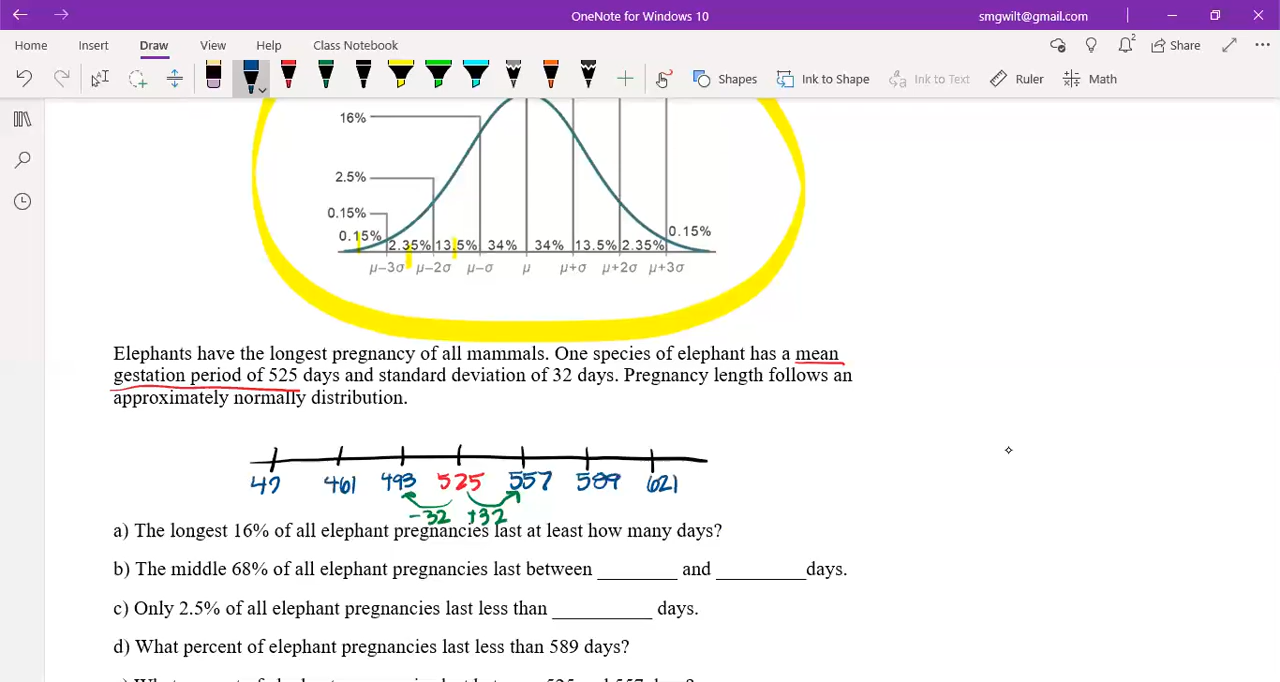 OneNote for Windows 10
smgwilt@gmail.com
Home Insert Draw View Help Class Notebook
2 Share
Shapes Ink to Shape Ink to Text Ruler Math
16%
2.5%
0.15%
0.15% 2.35% 13.5% 34% 34% 13.5% 2.35% 0.15%
μ−3σ μ−2σ μ−σ μ μ+σ μ+2σ μ+3σ
Elephants have the longest pregnancy of all mammals. One species of elephant has a mean
gestation period of 525 days and standard deviation of 32 days. Pregnancy length follows an
approximately normally distribution.
461 493 525 557 589 621
-32 +32
a) The longest 16% of all elephant pregnancies last at least how many days?
b) The middle 68% of all elephant pregnancies last between ________ and _________days.
c) Only 2.5% of all elephant pregnancies last less than __________ days.
d) What percent of elephant pregnancies last less than 589 days?